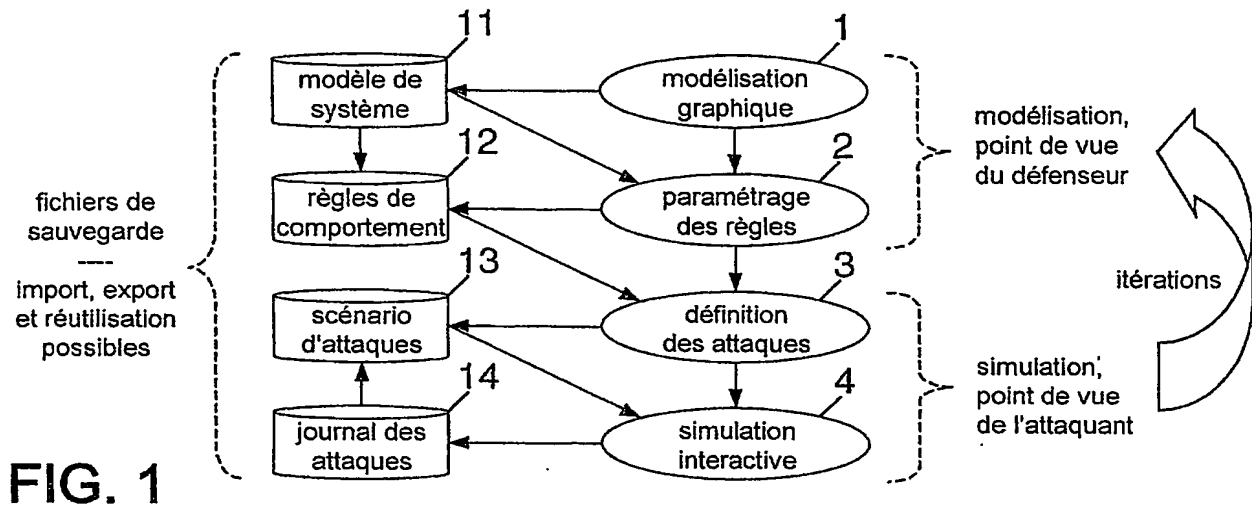 11
modèle de
système
1
modélisation
graphique
12
règles de
comportement
2
paramétrage
des règles
modélisation,
point de vue
du défenseur
fichiers de
sauvegarde
----
import, export
et réutilisation
possibles
13
scénario
d'attaques
3
définition
des attaques
itérations
14
journal des
attaques
4
simulation
interactive
simulation,
point de vue
de l'attaquant
FIG. 1